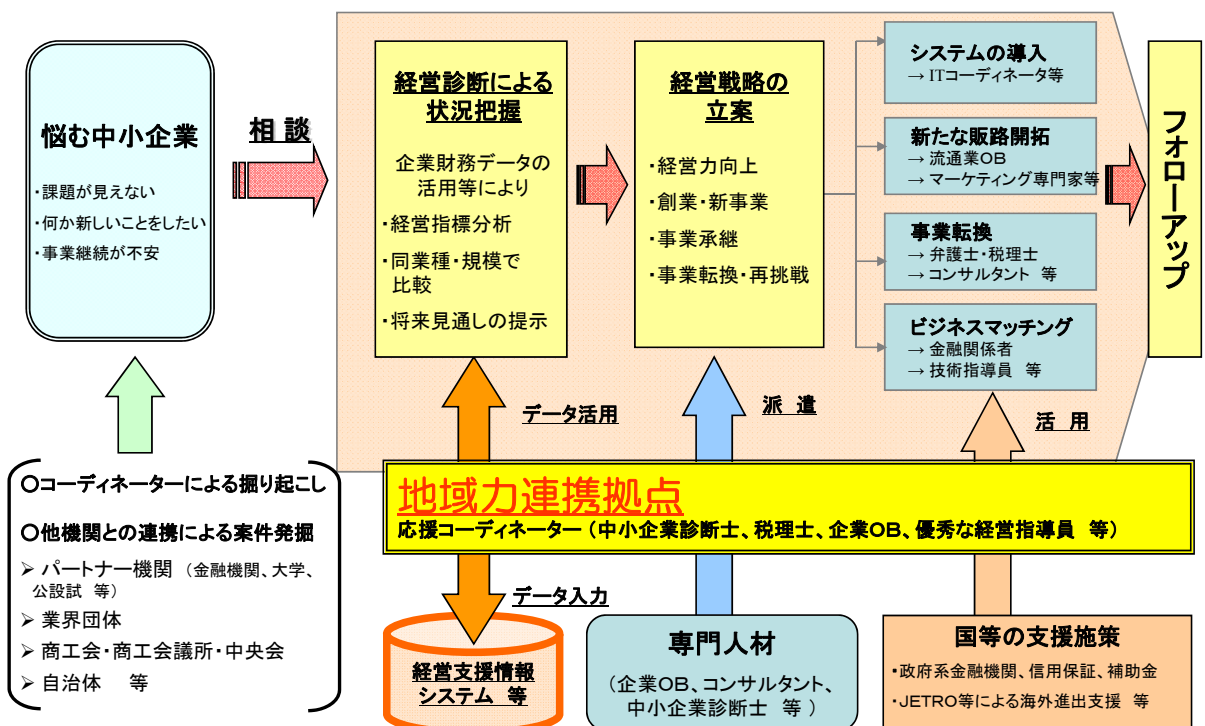 悩む中小企業
・課題が見えない
・何か新しいことをしたい
・事業継続が不安
相談
経営診断による
状況把握
企業財務データの
活用等により
・経営指標分析
・同業種・規模で
比較
・将来見通しの提示
経営戦略の
立案
・経営力向上
・創業・新事業
・事業承継
・事業転換・再挑戦
システムの導入
→ ITコーディネータ等
新たな販路開拓
→ 流通業OB
→ マーケティング専門家等
事業転換
→ 弁護士・税理士
→ コンサルタント 等
ビジネスマッチング
→ 金融関係者
→ 技術指導員 等
フォローアップ
データ活用
派 遣
活 用
○コーディネーターによる掘り起こし
○他機関との連携による案件発掘
➢ パートナー機関 (金融機関、大学、
公設試 等)
➢ 業界団体
➢ 商工会・商工会議所・中央会
➢ 自治体 等
地域力連携拠点
応援コーディネーター (中小企業診断士、税理士、企業OB、優秀な経営指導員 等)
データ入力
経営支援情報
システム 等
専門人材
(企業OB、コンサルタント、
中小企業診断士 等 )
国等の支援施策
・政府系金融機関、信用保証、補助金
・JETRO等による海外進出支援 等